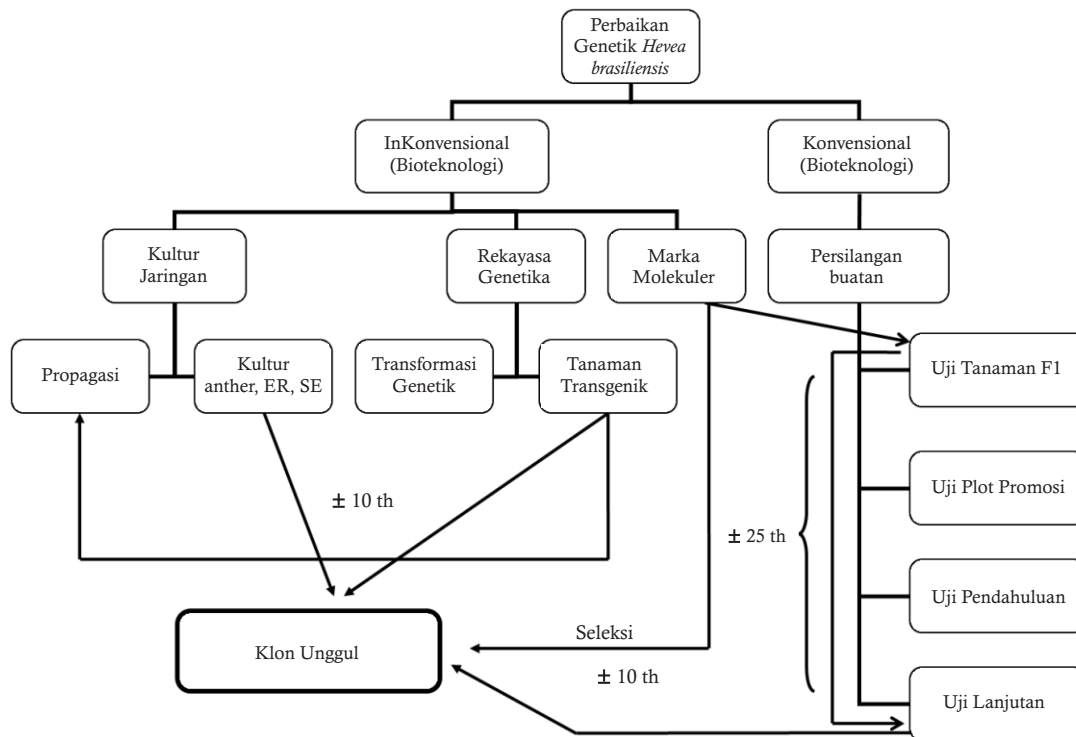 Perbaikan
Genetik Hevea
brasiliensis
InKonvensional
(Bioteknologi)
Konvensional
(Bioteknologi)
Kultur
Jaringan
Rekayasa
Genetika
Marka
Molekuler
Persilangan
buatan
Propagasi
Kultur
anther, ER, SE
Transformasi
Genetik
Tanaman
Transgenik
Uji Tanaman F1
± 10 th
± 25 th
Uji Plot Promosi
Uji Pendahuluan
Klon Unggul
Seleksi
± 10 th
Uji Lanjutan